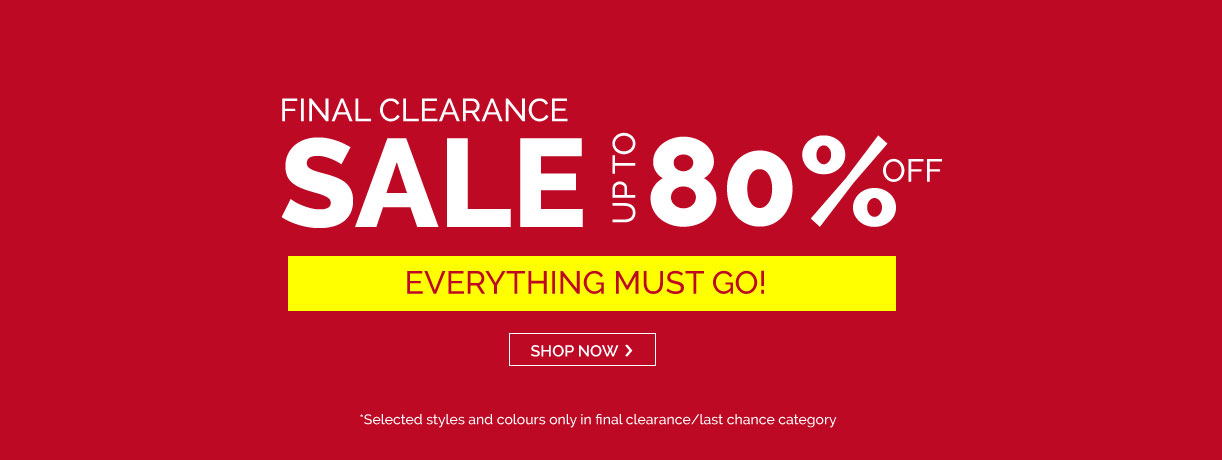 FINAL CLEARANCE
SALE UP TO 80% OFF
EVERYTHING MUST GO!
SHOP NOW ›
*Selected styles and colours only in final clearance/last chance category